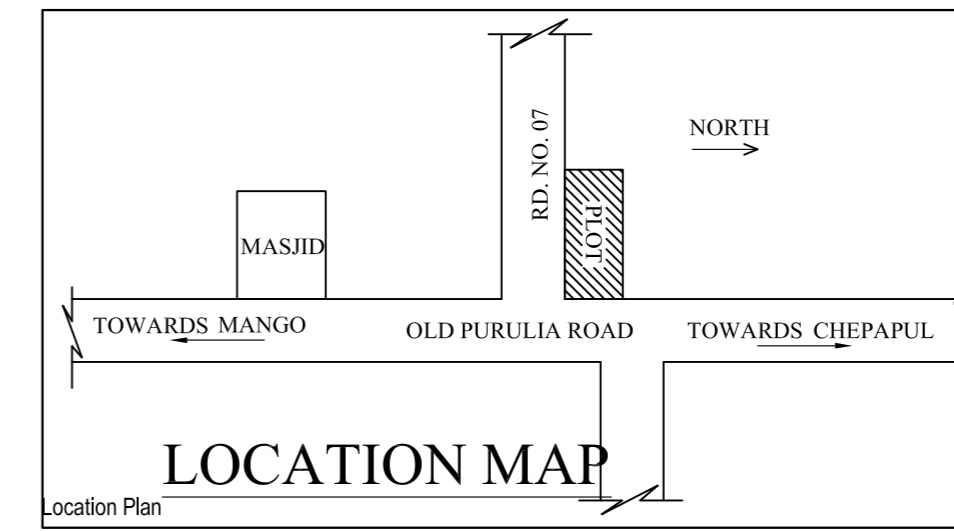 NORTH
RD. NO. 07
PLOT
MASJID
TOWARDS MANGO
OLD PURULIA ROAD
TOWARDS CHEPAPUL
LOCATION MAP
Location Plan